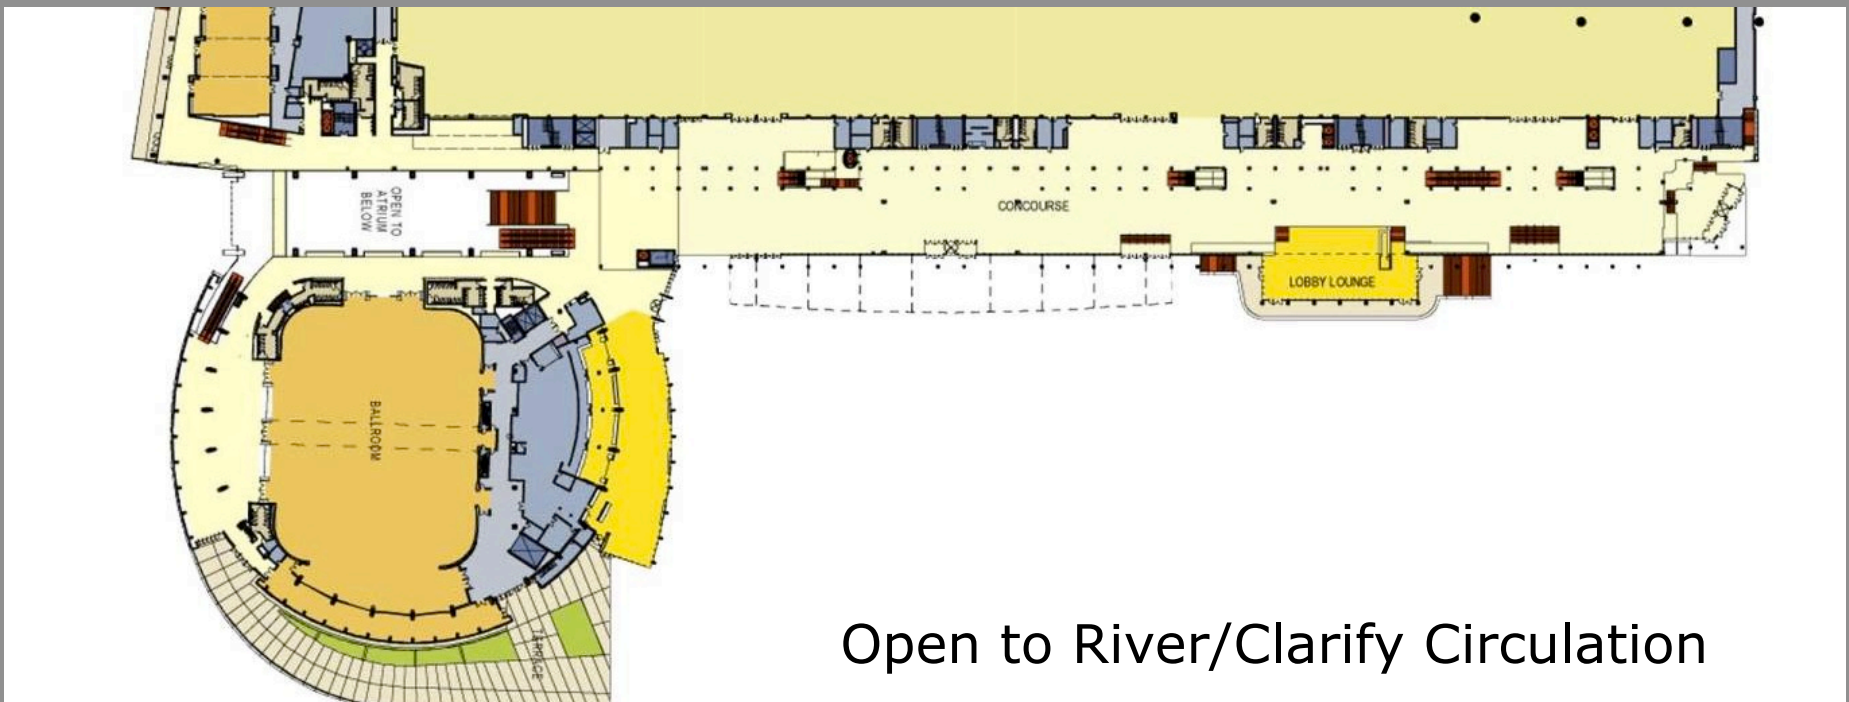 OPEN TO
ATRIUM
BELOW
CONCOURSE
LOBBY LOUNGE
BALLROOM
TERRACE
Open to River/Clarify Circulation